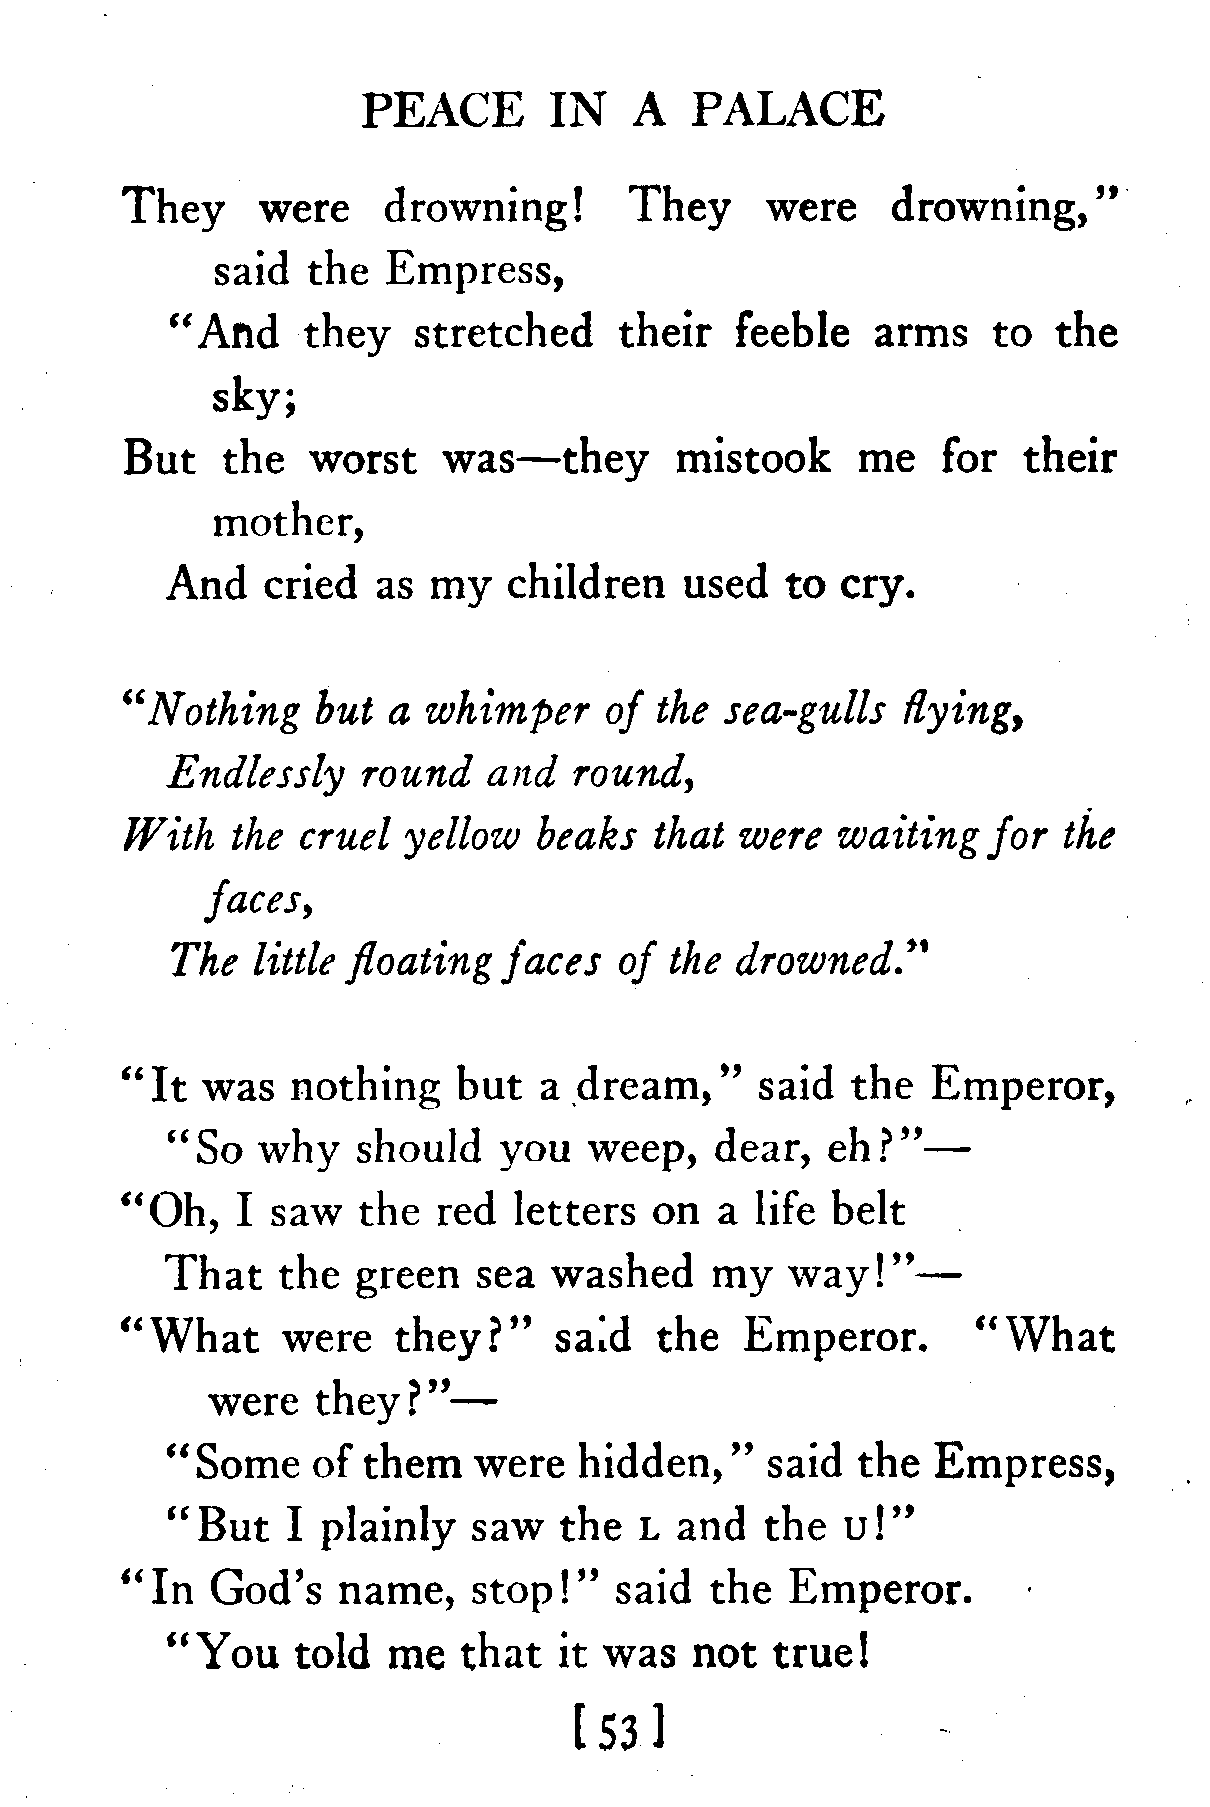 PEACE IN A PALACE
They were drowning! They were drowning,"
said the Empress,
"And they stretched their feeble arms to the
sky;
But the worst was—they mistook me for their
mother,
And cried as my children used to cry.
"Nothing but a whimper of the sea-gulls flying,
Endlessly round and round,
With the cruel yellow beaks that were waiting for the
faces,
The little floating faces of the drowned."
"It was nothing but a dream," said the Emperor,
"So why should you weep, dear, eh?"—
"Oh, I saw the red letters on a life belt
That the green sea washed my way!"—
"What were they?" said the Emperor. "What
were they?"—
"Some of them were hidden," said the Empress,
"But I plainly saw the L and the U!"
"In God's name, stop!" said the Emperor.
"You told me that it was not true!
[53]